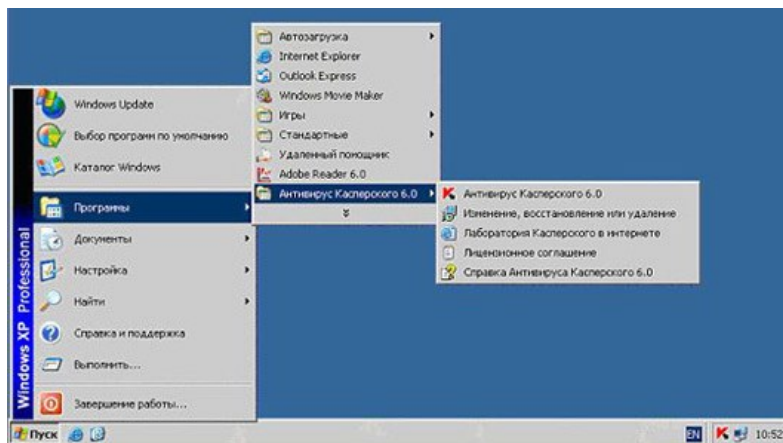 Автозагрузка
Internet Explorer
Outlook Express
Windows Movie Maker
Игры
Стандартные
Удаленный помощник
Adobe Reader 6.0
Антивирус Касперского 6.0
Антивирус Касперского 6.0
Изменение, восстановление или удаление
Лаборатория Касперского в интернете
Лицензионное соглашение
Справка Антивируса Касперского 6.0
Windows Update
Выбор программ по умолчанию
Каталог Windows
Программы
Документы
Настройка
Найти
Справка и поддержка
Выполнить...
Завершение работы...
Windows XP Professional
Пуск
EN
10:52